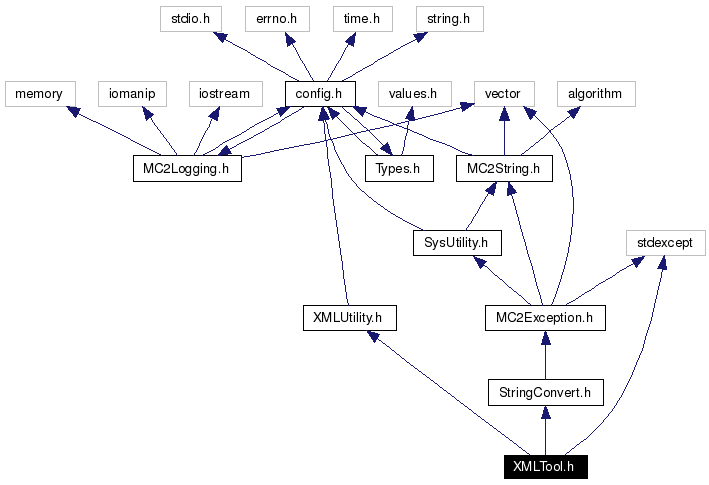 stdio.h
errno.h
time.h
string.h
memory
iomanip
iostream
config.h
values.h
vector
algorithm
MC2Logging.h
Types.h
MC2String.h
SysUtility.h
stdexcept
XMLUtility.h
MC2Exception.h
StringConvert.h
XMLTool.h